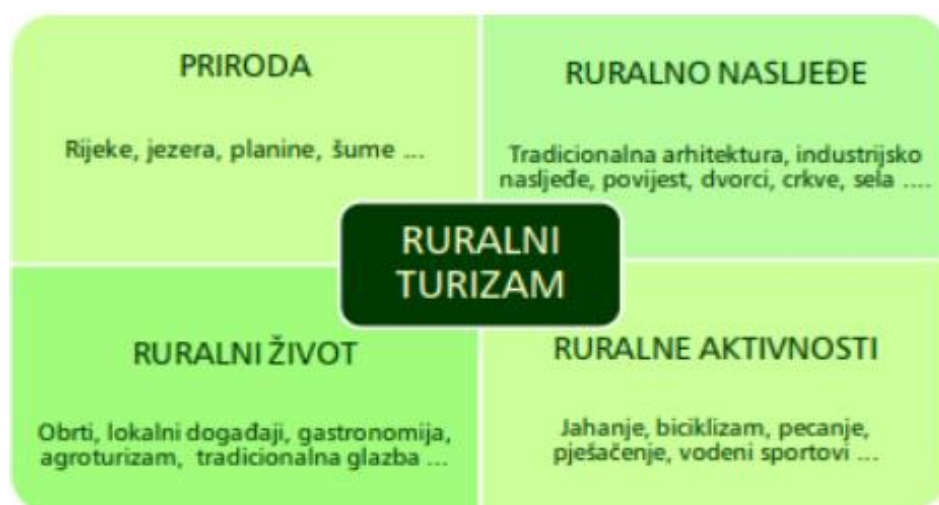 PRIRODA
Rijeke, jezera, planine, šume ...
RURALNO NASLJEĐE
Tradicionalna arhitektura, industrijsko
nasljeđe, povijest, dvorci, crkve, sela ....
RURALNI
TURIZAM
RURALNI ŽIVOT
Obrti, lokalni događaji, gastronomija,
agroturizam, tradicionalna glazba ...
RURALNE AKTIVNOSTI
Jahanje, biciklizam, pecanje,
pješačenje, vodeni sportovi ...